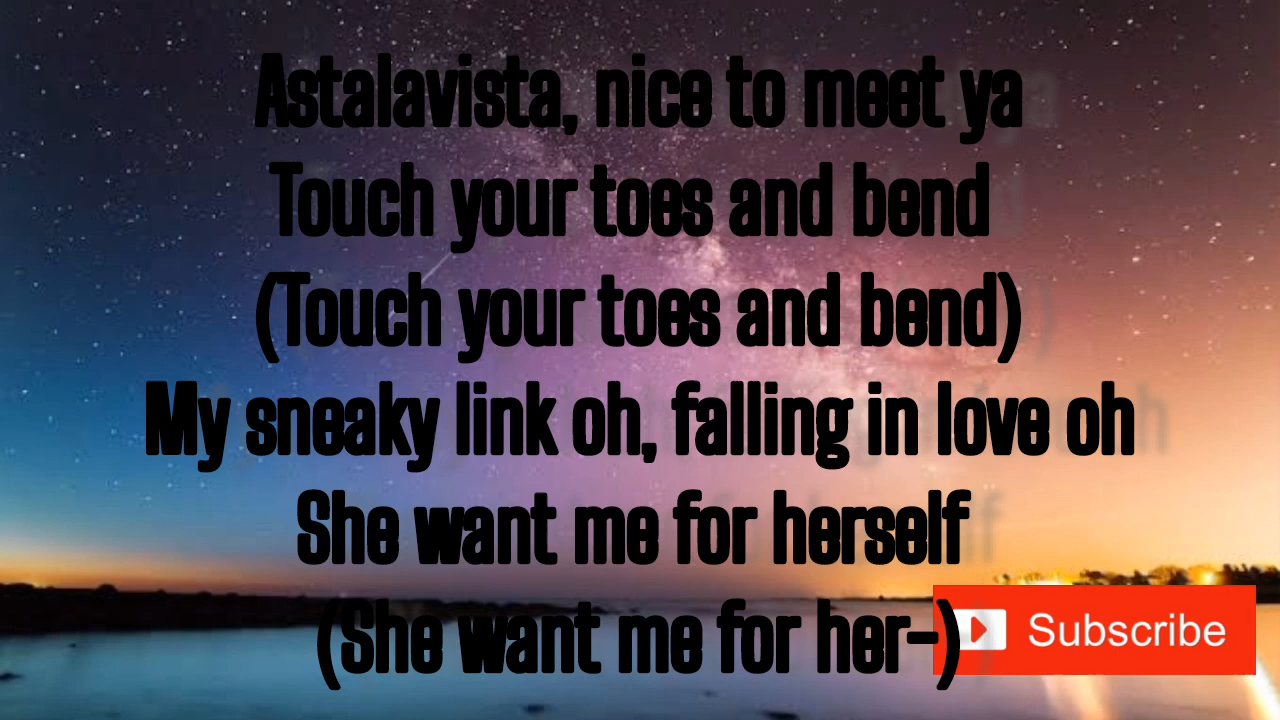 Astalavista, nice to meet ya
Touch your toes and bend
(Touch your toes and bend)
My sneaky link oh, falling in love oh
She want me for herself
(She want me for her-)
Subscribe